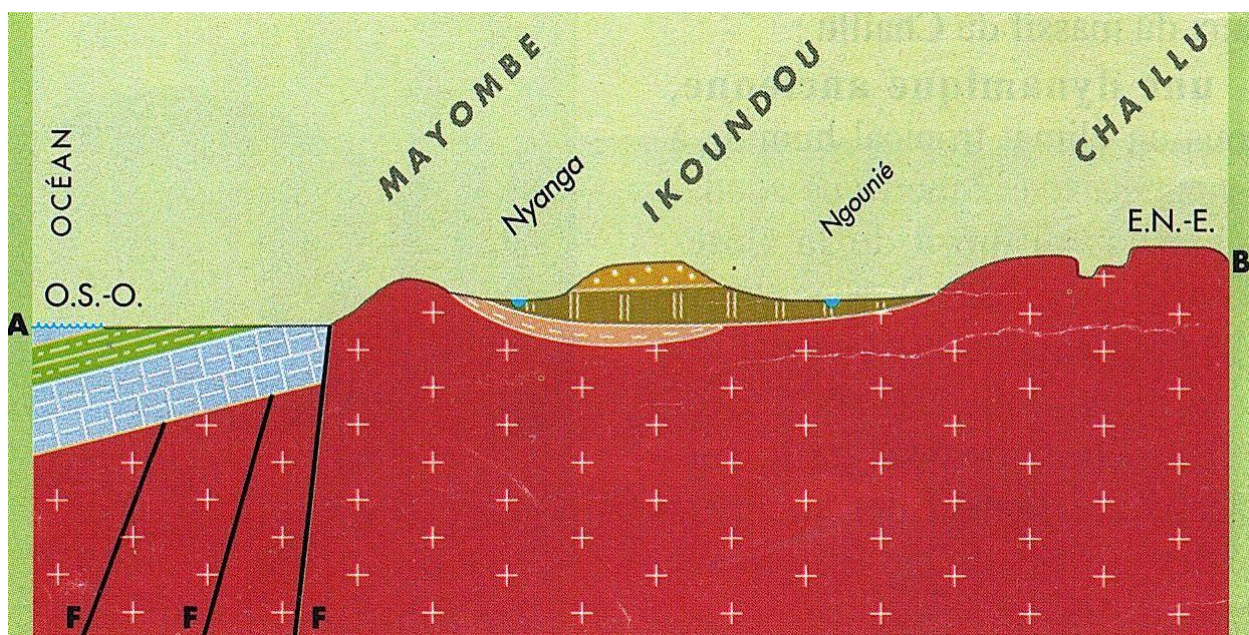 OCÉAN
MAYOMBE
Nyanga
IKOUNDOU
Ngounié
CHAILLU
O.S.-O.
E.N.-E.
A
B
F
F
F